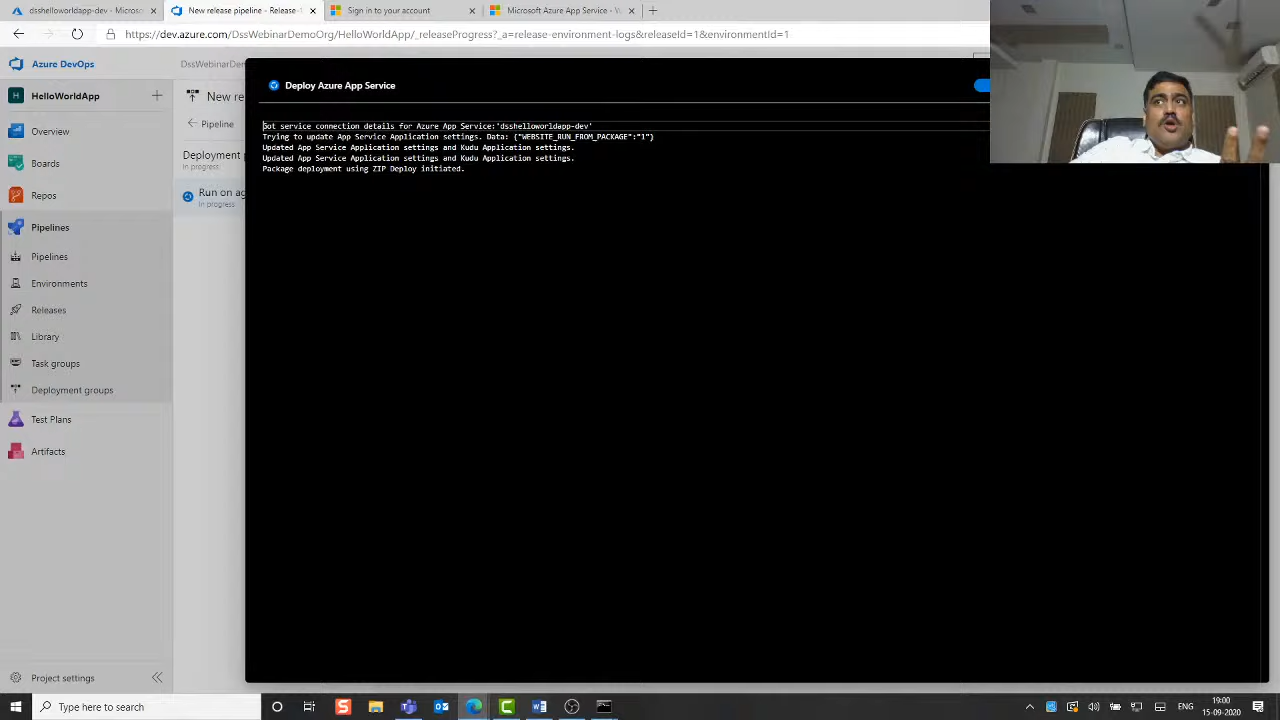 dsshelloworldapp-dev - Micros
New release pipeline - Release-1
Sign in to your account
Microsoft Azure App Service - W
https://dev.azure.com/DssWebinarDemoOrg/HelloWorldApp/_releaseProgress?_a=release-environment-logs&releaseId=1&environmentId=1
Azure DevOps
DssWebinarDem
HelloWorldApp
New re
Deploy Azure App Service
Pipeline
Overview
Deployment p
Got service connection details for Azure App Service:'dsshelloworldapp-dev'
Trying to update App Service Application settings. Data: {"WEBSITE_RUN_FROM_PACKAGE":"1"}
Updated App Service Application settings and Kudu Application settings.
Updated App Service Application settings and Kudu Application settings.
Package deployment using ZIP Deploy initiated.
In progress
Boards
Repos
Run on ag
In progress
Pipelines
Pipelines
Environments
Releases
Library
Task groups
Deployment groups
Test Plans
Artifacts
Project settings
Type here to search
ENG
19:00
15-09-2020